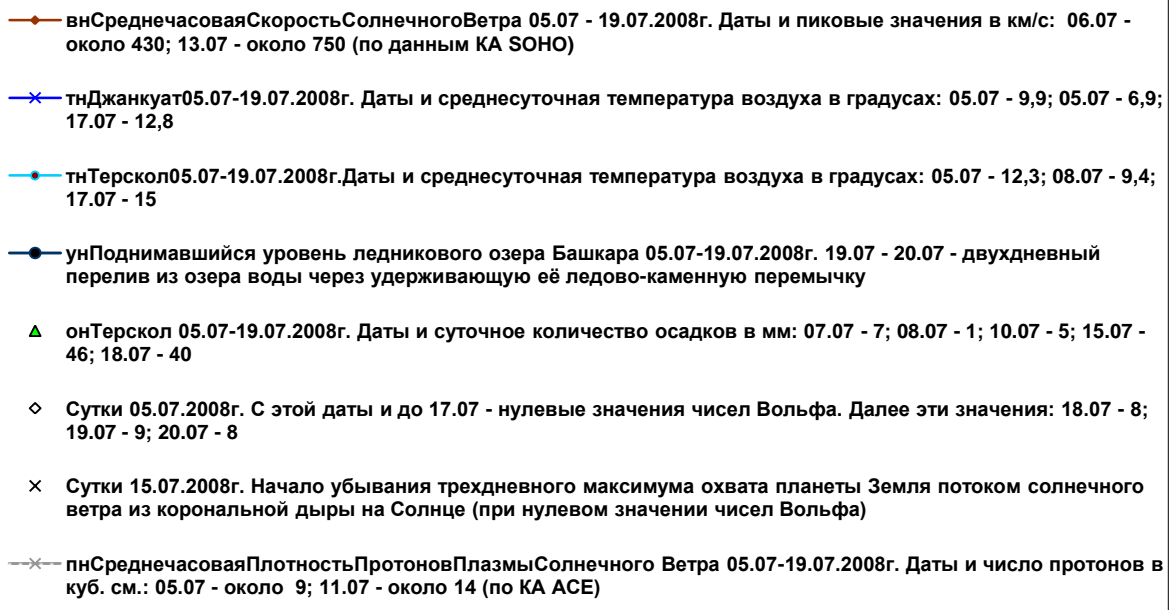 внСреднечасоваяСкоростьСолнечногоВетра 05.07 - 19.07.2008г. Даты и пиковые значения в км/с:  06.07 -
около 430; 13.07 - около 750 (по данным КА SOHO)
тнДжанкуат05.07-19.07.2008г. Даты и среднесуточная температура воздуха в градусах: 05.07 - 9,9; 05.07 - 6,9;
17.07 - 12,8
тнТерскол05.07-19.07.2008г.Даты и среднесуточная температура воздуха в градусах: 05.07 - 12,3; 08.07 - 9,4;
17.07 - 15
унПоднимавшийся уровень ледникового озера Башкара 05.07-19.07.2008г. 19.07 - 20.07 - двухдневный
перелив из озера воды через удерживающую её ледово-каменную перемычку
онТерскол 05.07-19.07.2008г. Даты и суточное количество осадков в мм: 07.07 - 7; 08.07 - 1; 10.07 - 5; 15.07 -
46; 18.07 - 40
Сутки 05.07.2008г. С этой даты и до 17.07 - нулевые значения чисел Вольфа. Далее эти значения: 18.07 - 8;
19.07 - 9; 20.07 - 8
Сутки 15.07.2008г. Начало убывания трехдневного максимума охвата планеты Земля потоком солнечного
ветра из корональной дыры на Солнце (при нулевом значении чисел Вольфа)
пнСреднечасоваяПлотностьПротоновПлазмыСолнечного Ветра 05.07-19.07.2008г. Даты и число протонов в
куб. см.: 05.07 - около  9; 11.07 - около 14 (по КА ACE)